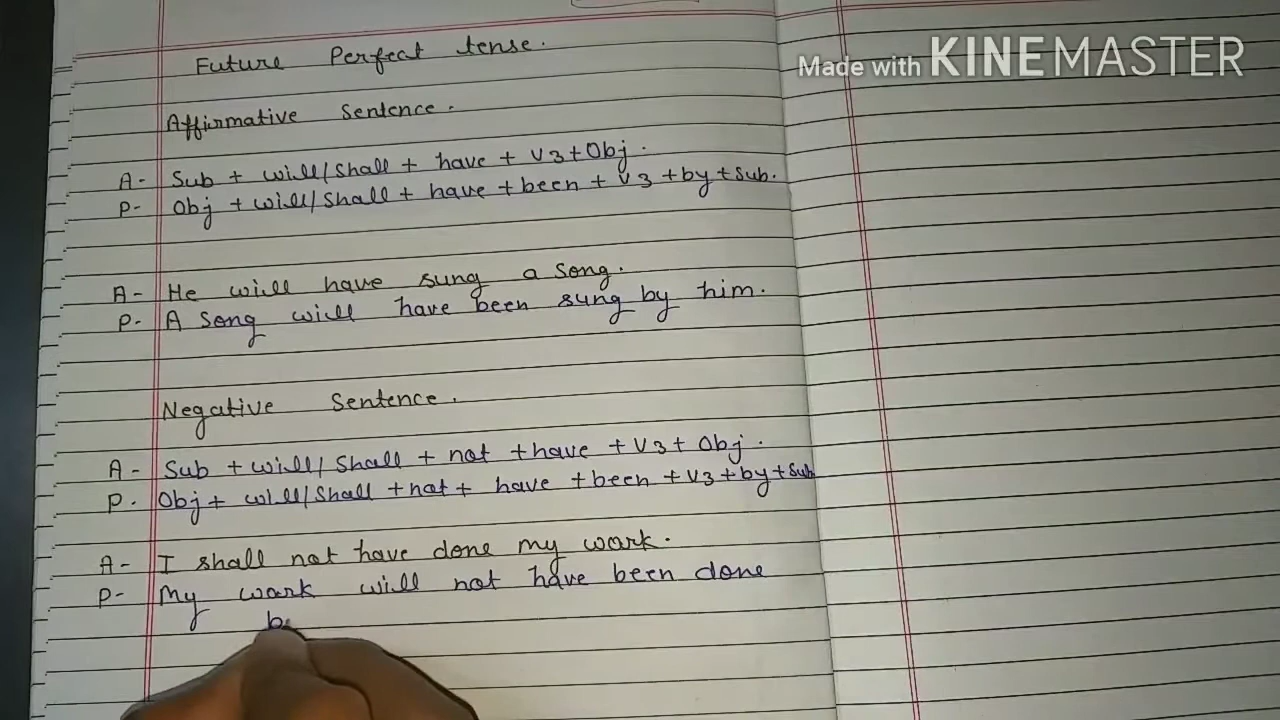 Made with KINEMASTER
Future Perfect tense.
Affirmative Sentence.
A- Sub + will/Shall + have + V3 + Obj.
P- Obj + will/Shall + have + been + V3 + by + Sub.
A- He will have sung a song.
P- A song will have been sung by him.
Negative Sentence.
A- Sub + will/Shall + not + have + V3 + Obj.
P. Obj + will/Shall + not + have + been + V3 + by + Sub
A- I shall not have done my work.
P- My work will not have been done